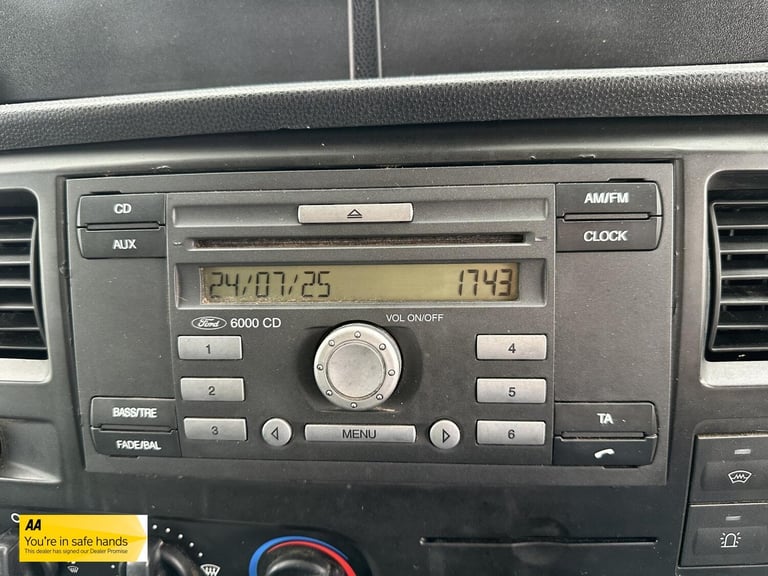 CD
AM/FM
AUX
CLOCK
24/07/25 1743
Ford 6000 CD
VOL ON/OFF
1
4
2
5
BASS/TRE
TA
3
MENU
6
FADE/BAL
AA
You're in safe hands
This dealer has signed our Dealer Promise